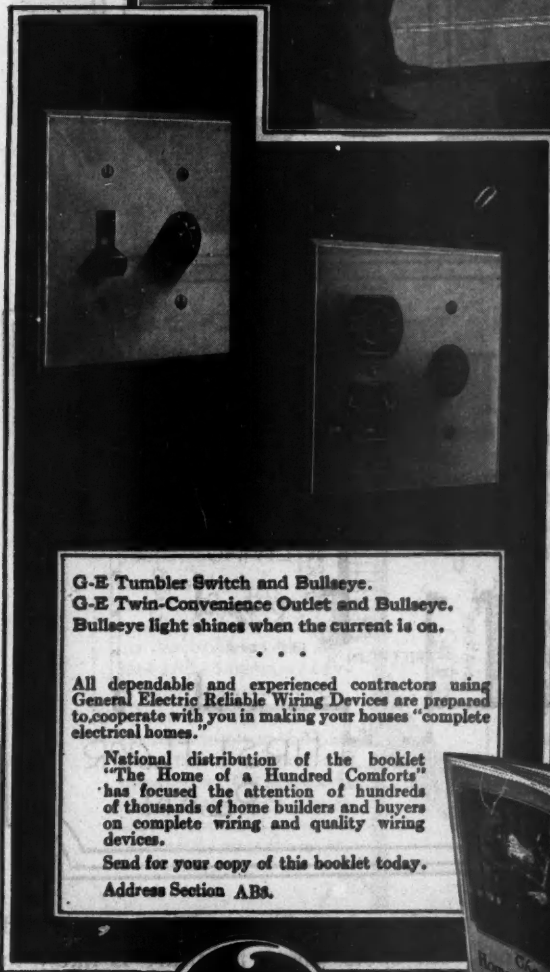 G-E Tumbler Switch and Bullseye.
G-E Twin-Convenience Outlet and Bullseye.
Bullseye light shines when the current is on.
• • •
All dependable and experienced contractors using
General Electric Reliable Wiring Devices are prepared
to cooperate with you in making your houses “complete
electrical homes.”
National distribution of the booklet
“The Home of a Hundred Comforts”
has focused the attention of hundreds
of thousands of home builders and buyers
on complete wiring and quality wiring
devices.
Send for your copy of this booklet today.
Address Section AB3.